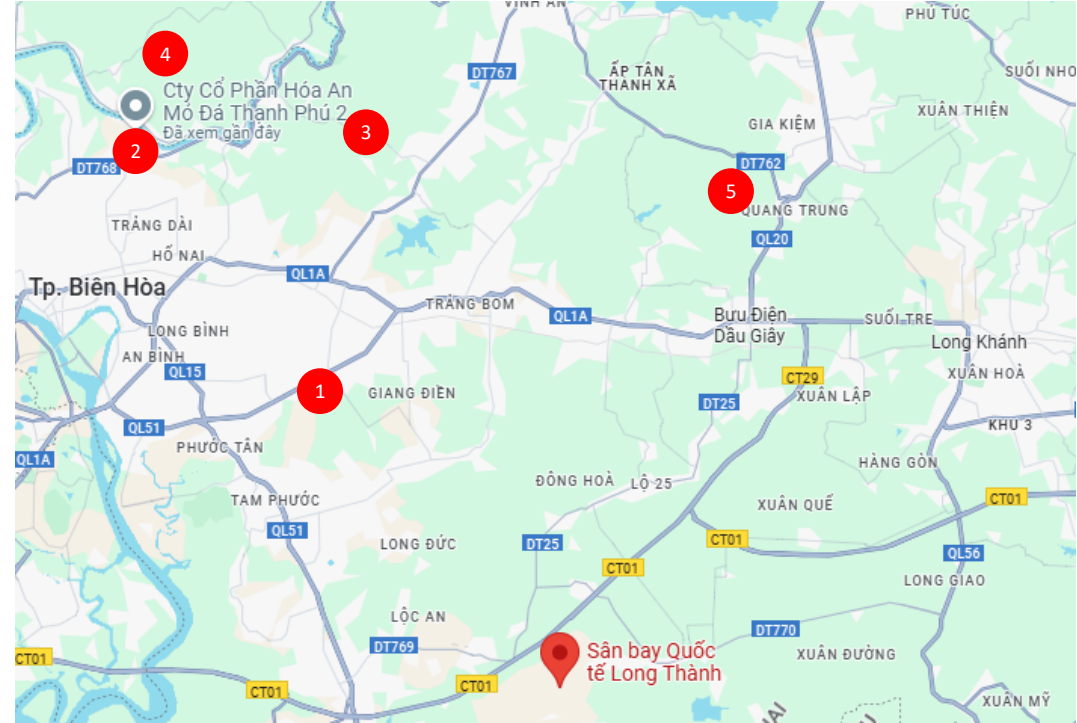 VĨNH AN
PHÚ TÚC
4
DT767
ẤP TÂN
THANH XÃ
SUỐI NHO
Cty Cổ Phần Hóa An
Mỏ Đá Thạnh Phú 2
Đã xem gần đây
3
GIA KIỆM
XUÂN THIỆN
2
DT768
DT762
5
QUANG TRUNG
TRẢNG DÀI
QL20
HỐ NAI
QL1A
Tp. Biên Hòa
TRẢNG BOM
QL1A
Bưu Điện
Dầu Giây
SUỐI TRE
LONG BÌNH
Long Khánh
AN BÌNH
QL15
CT29
XUÂN HOÀ
1
GIANG ĐIỀN
DT25
XUÂN LẬP
QL51
KHU 3
PHƯỚC TÂN
QL1A
HÀNG GÒN
ĐÔNG HOÀ
LỘ 25
TAM PHƯỚC
XUÂN QUẾ
CT01
QL51
LONG ĐỨC
DT25
CT01
QL56
CT01
LONG GIAO
LỘC AN
DT770
DT769
Sân bay Quốc
tế Long Thành
XUÂN ĐƯỜNG
CT01
CT01
CT01
XUÂN MỸ